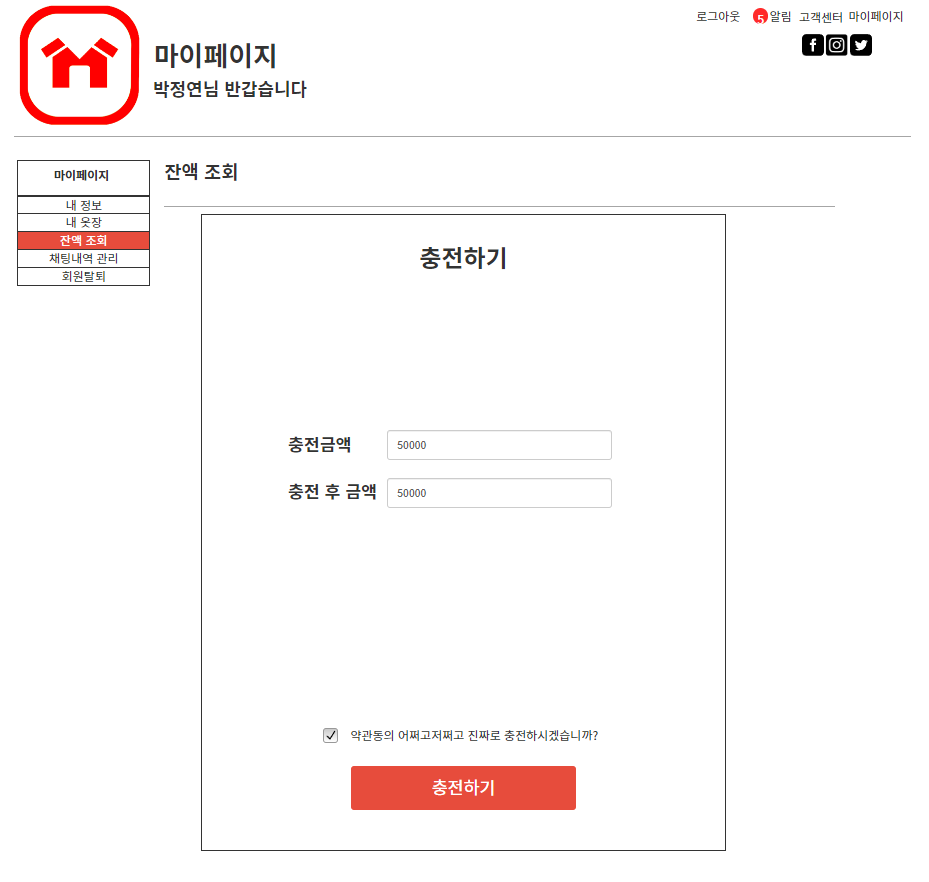 로그아웃 5 알림 고객센터 마이페이지
마이페이지
박정연님 반갑습니다
마이페이지
내 정보
내 옷장
잔액 조회
채팅내역 관리
회원탈퇴
잔액 조회
충전하기
충전금액 50000
충전 후 금액 50000
약관동의 어쩌고저쩌고 진짜로 충전하시겠습니까?
충전하기